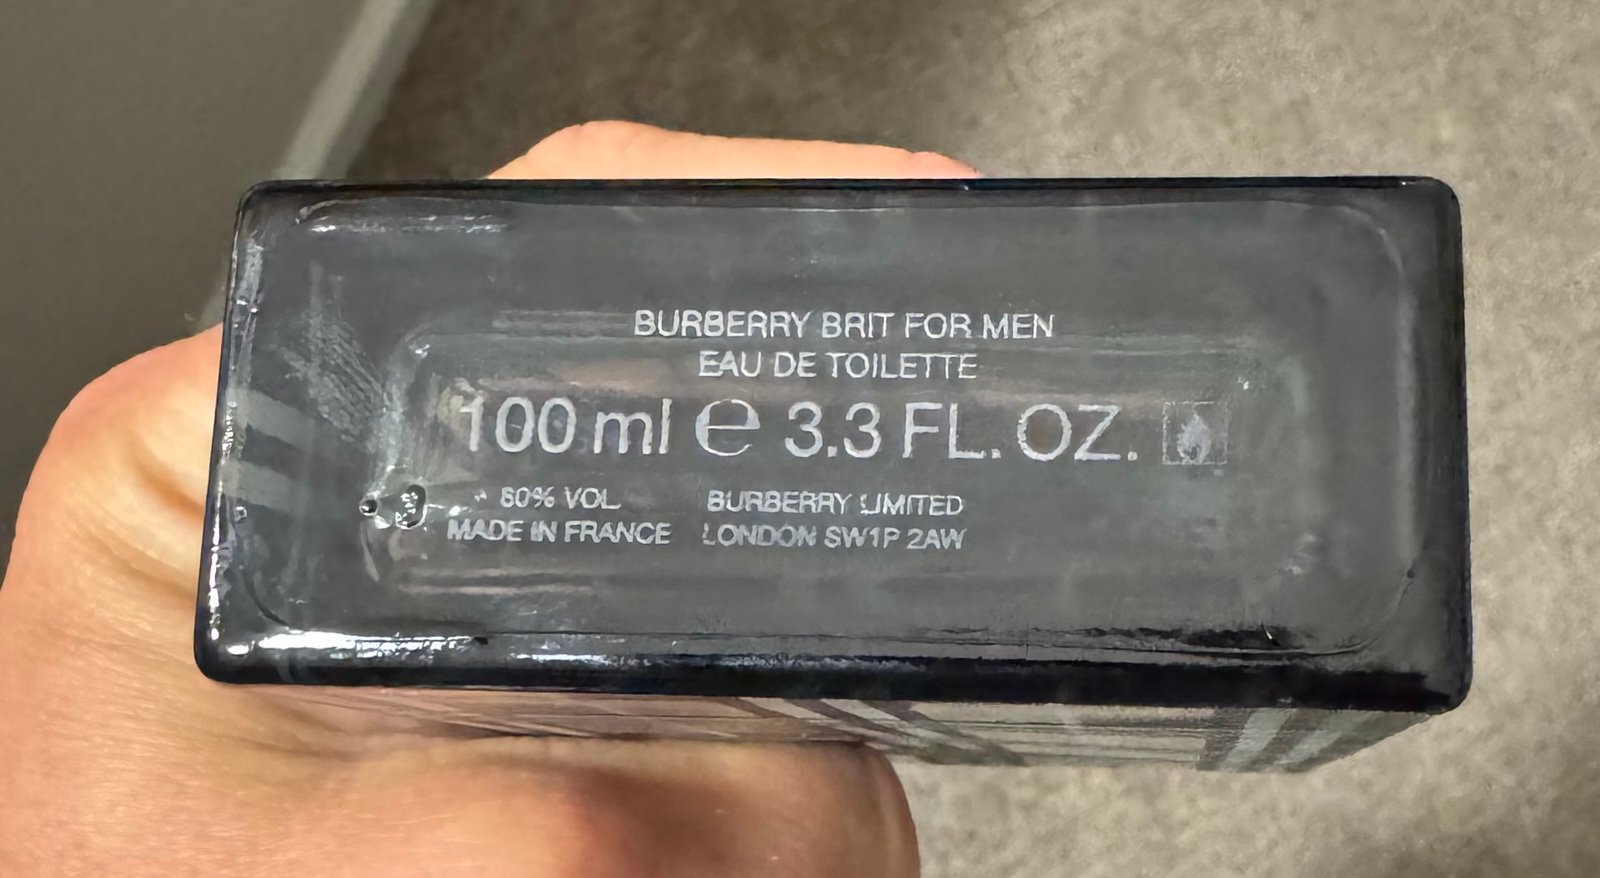 BURBERRY BRIT FOR MEN
EAU DE TOILETTE
100 ml e 3.3 FL. OZ.
80% VOL
MADE IN FRANCE
BURBERRY LIMITED
LONDON SW1P 2AW